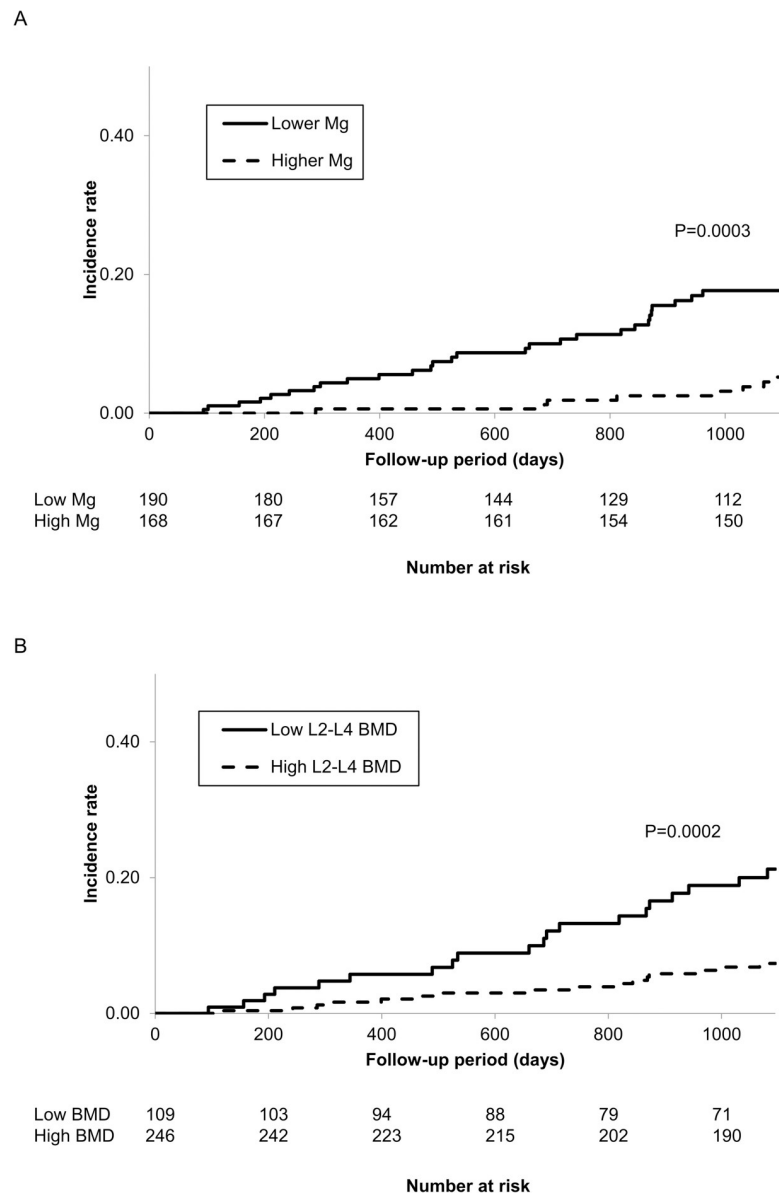 A
Incidence rate
0.40
0.20
0.00
Lower Mg
Higher Mg
P=0.0003
0 200 400 600 800 1000
Follow-up period (days)
Low Mg 190 180 157 144 129 112
High Mg 168 167 162 161 154 150
Number at risk
B
Incidence rate
0.40
0.20
0.00
Low L2-L4 BMD
High L2-L4 BMD
P=0.0002
0 200 400 600 800 1000
Follow-up period (days)
Low BMD 109 103 94 88 79 71
High BMD 246 242 223 215 202 190
Number at risk